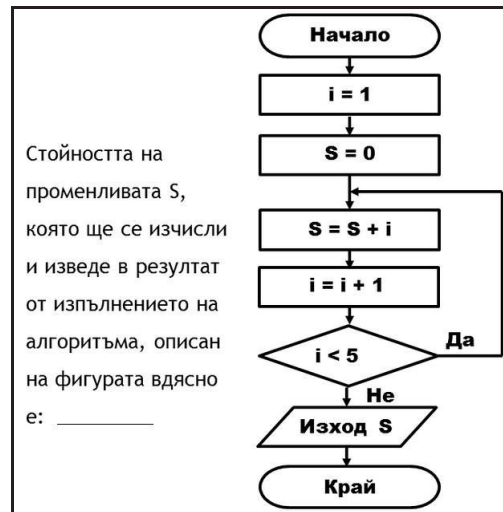 Стойността на
променливата S,
която ще се изчисли
и изведе в резултат
от изпълнението на
алгоритъма, описан
на фигурата вдясно
е: __________
Начало
i = 1
S = 0
S = S + i
i = i + 1
i < 5
Да
Не
Изход S
Край